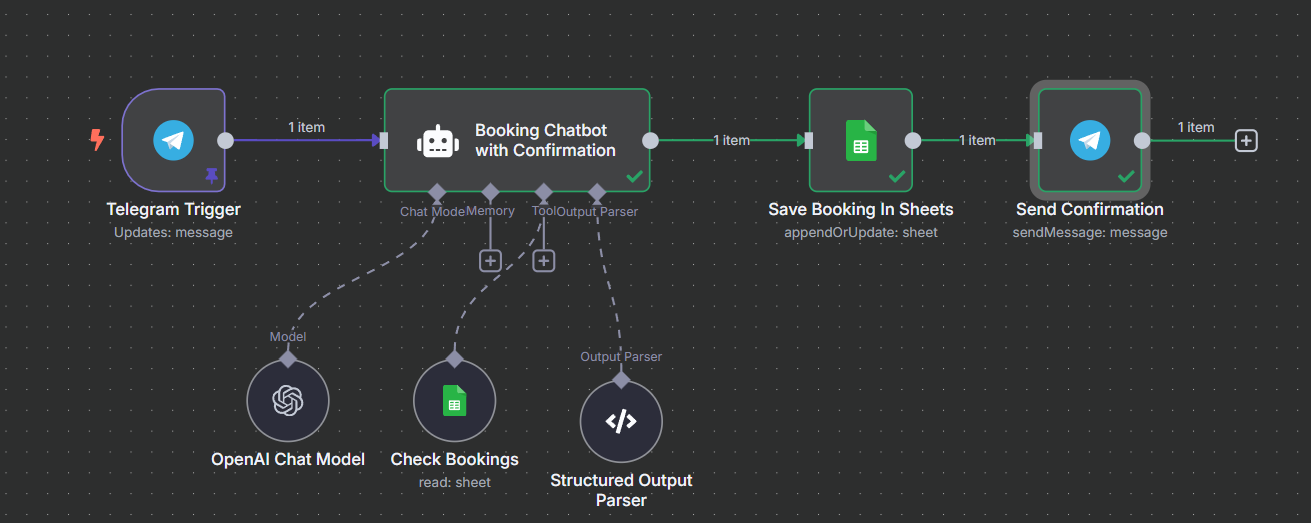 1 item
Booking Chatbot
with Confirmation
1 item
1 item
1 item
Telegram Trigger
Updates: message
Chat Mode
Memory
Tool
Output Parser
Save Booking In Sheets
appendOrUpdate: sheet
Send Confirmation
sendMessage: message
Model
Output Parser
OpenAI Chat Model
Check Bookings
read: sheet
Structured Output
Parser